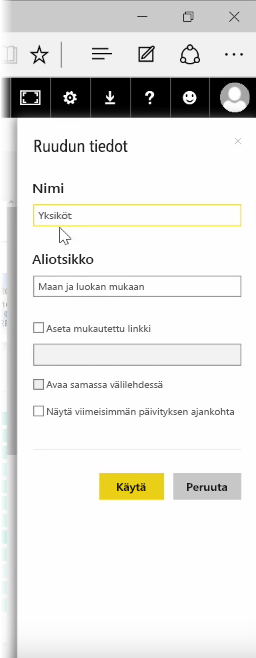 Ruudun tiedot
Nimi
Yksiköt
Aliotsikko
Maan ja luokan mukaan
Aseta mukautettu linkki
Avaa samassa välilehdessä
Näytä viimeisimmän päivityksen ajankohta
Käytä
Peruuta